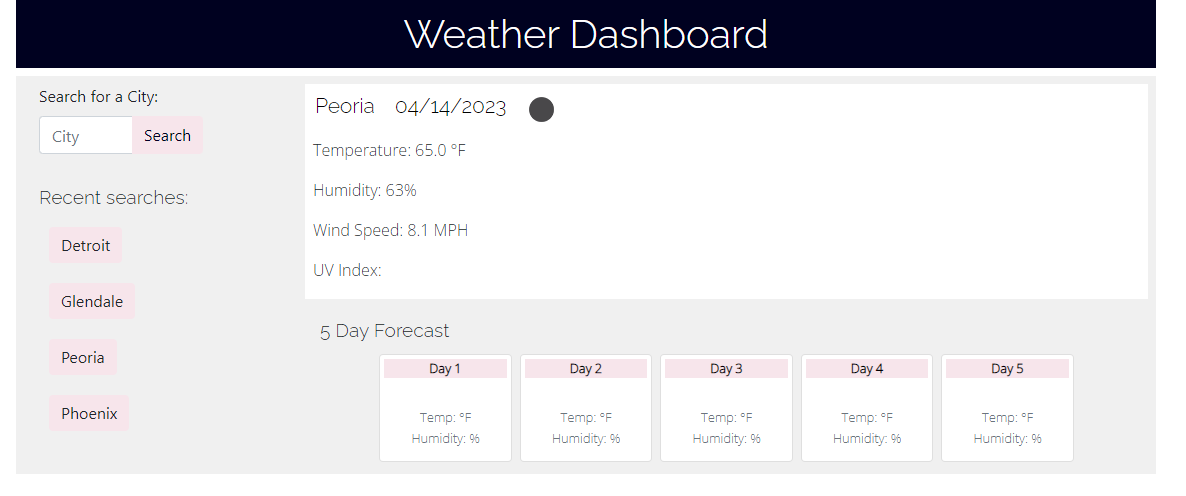 Weather Dashboard
Search for a City:
City Search
Recent searches:
Detroit
Glendale
Peoria
Phoenix
Peoria 04/14/2023
Temperature: 65.0 °F
Humidity: 63%
Wind Speed: 8.1 MPH
UV Index:
5 Day Forecast
Day 1
Temp: °F
Humidity: %
Day 2
Temp: °F
Humidity: %
Day 3
Temp: °F
Humidity: %
Day 4
Temp: °F
Humidity: %
Day 5
Temp: °F
Humidity: %